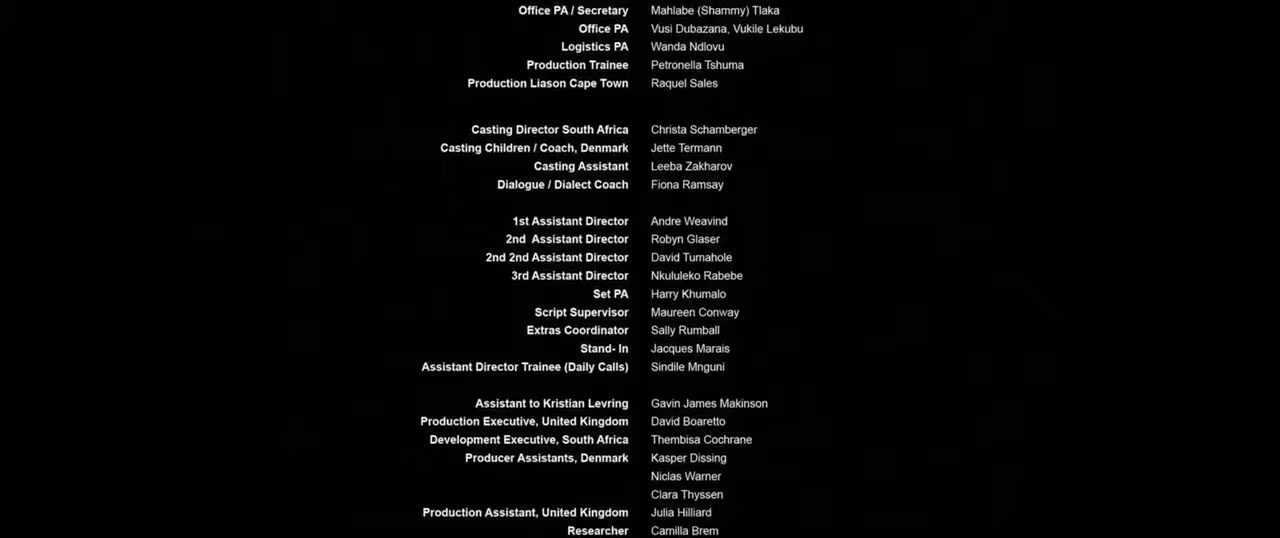 Office PA / Secretary Mahlabe (Shammy) Tlaka
Office PA Vusi Dubazana, Vukile Lekubu
Logistics PA Wanda Ndlovu
Production Trainee Petronella Tshuma
Production Liason Cape Town Raquel Sales
Casting Director South Africa Christa Schamberger
Casting Children / Coach, Denmark Jette Termann
Casting Assistant Leeba Zakharov
Dialogue / Dialect Coach Fiona Ramsay
1st Assistant Director Andre Weavind
2nd  Assistant Director Robyn Glaser
2nd 2nd Assistant Director David Tumahole
3rd Assistant Director Nkululeko Rabebe
Set PA Harry Khumalo
Script Supervisor Maureen Conway
Extras Coordinator Sally Rumball
Stand- In Jacques Marais
Assistant Director Trainee (Daily Calls) Sindile Mnguni
Assistant to Kristian Levring Gavin James Makinson
Production Executive, United Kingdom David Boaretto
Development Executive, South Africa Thembisa Cochrane
Producer Assistants, Denmark Kasper Dissing
Niclas Warner
Clara Thyssen
Production Assistant, United Kingdom Julia Hilliard
Researcher Camilla Brem